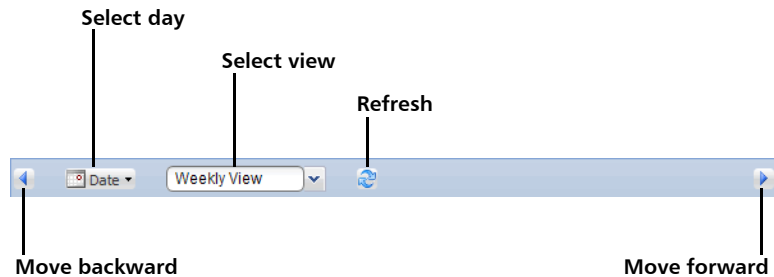 Select day
Select view
Refresh
Date
Weekly View
Move backward
Move forward